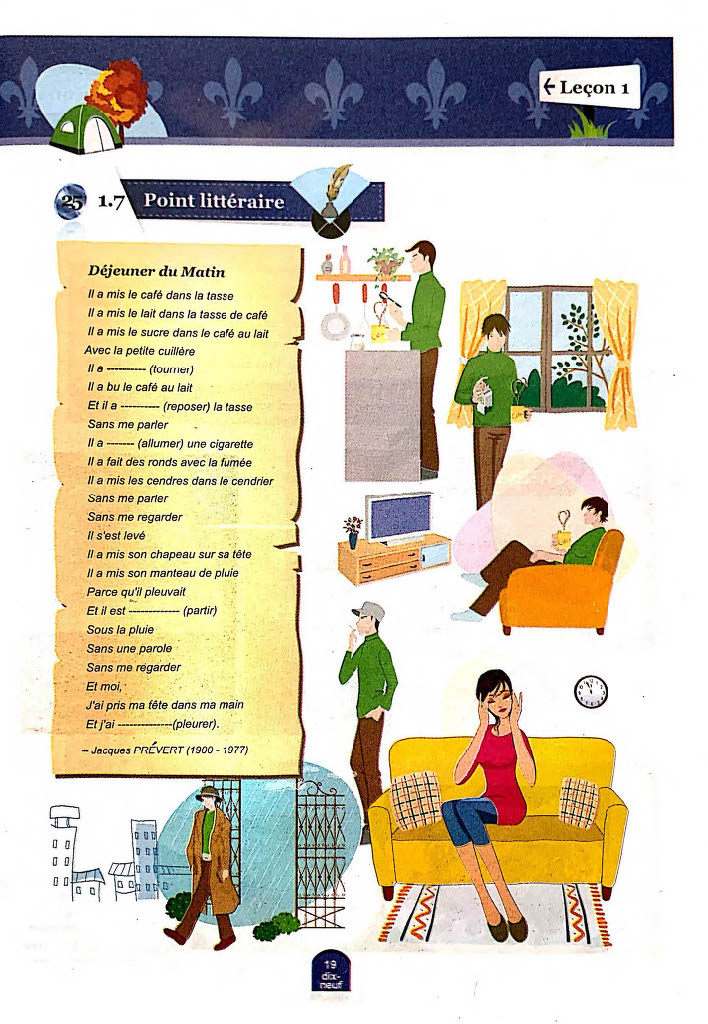 ← Leçon 1
25 1.7 Point littéraire
Déjeuner du Matin
Il a mis le café dans la tasse
Il a mis le lait dans la tasse de café
Il a mis le sucre dans le café au lait
Avec la petite cuillère
Il a ---------- (tourner)
Il a bu le café au lait
Et il a ---------- (reposer) la tasse
Sans me parler
Il a ------- (allumer) une cigarette
Il a fait des ronds avec la fumée
Il a mis les cendres dans le cendrier
Sans me parler
Sans me regarder
Il s'est levé
Il a mis son chapeau sur sa tête
Il a mis son manteau de pluie
Parce qu'il pleuvait
Et il est ------------- (partir)
Sous la pluie
Sans une parole
Sans me regarder
Et moi,
J'ai pris ma tête dans ma main
Et j'ai --------------(pleurer).
– Jacques PRÉVERT (1900 - 1977)
19
dix-
neuf